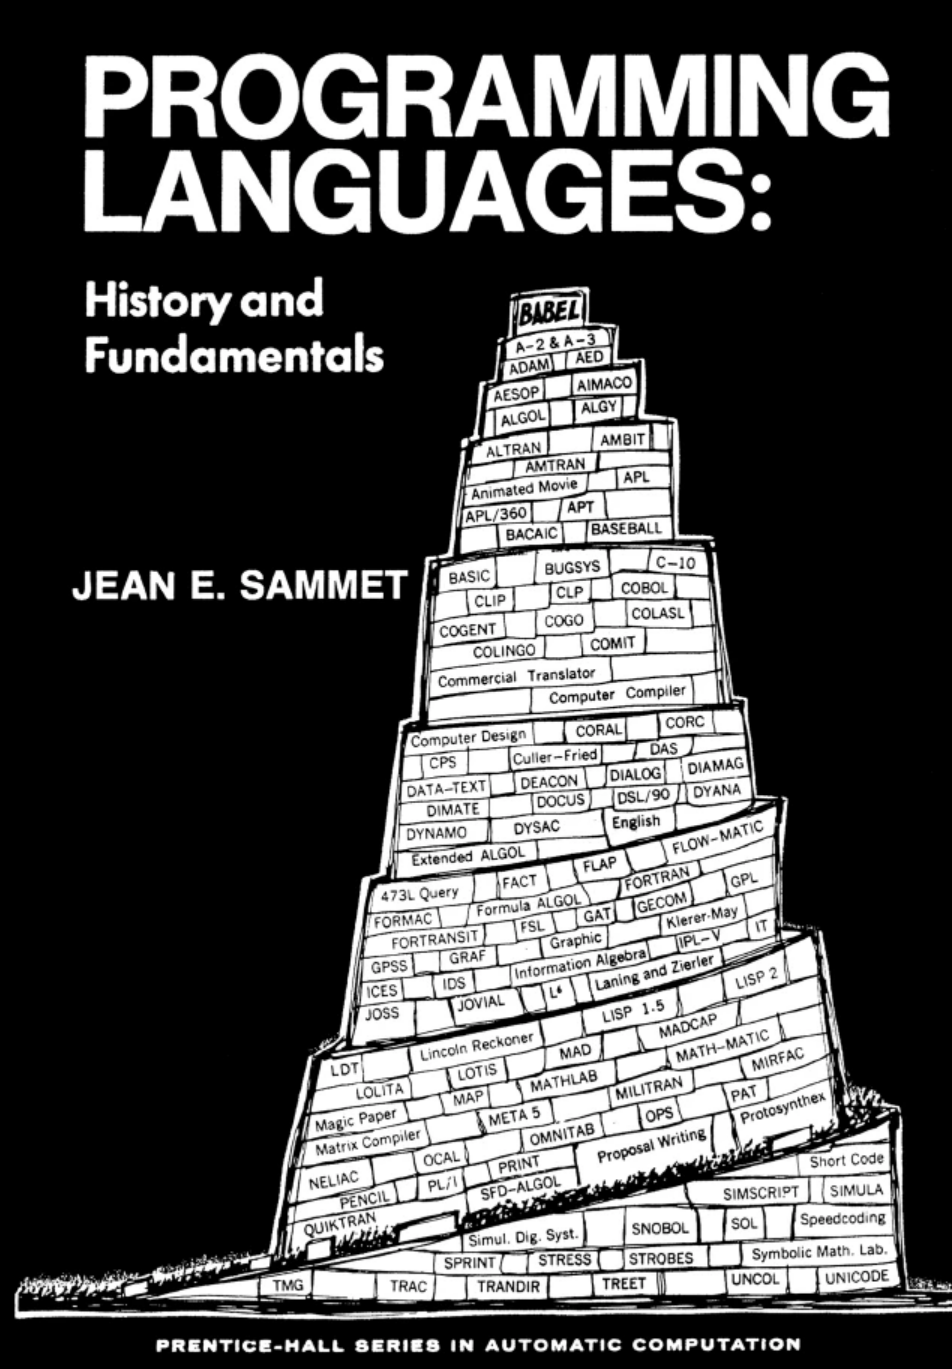 PROGRAMMING
LANGUAGES:
History and
Fundamentals
JEAN E. SAMMET
BABEL
A-2 & A-3
ADAM AED
AESOP AIMACO
ALGOL ALGY
ALTRAN AMBIT
AMTRAN
Animated Movie APL
APL/360 APT
BACAIC BASEBALL
BASIC BUGSYS C-10
CLIP CLP COBOL
COGENT COGO COLASL
COLINGO COMIT
Commercial Translator
Computer Compiler
Computer Design CORAL CORC
CPS Culler-Fried DAS
DATA-TEXT DEACON DIALOG DIAMAG
DIMATE DOCUS DSL/90 DYANA
DYNAMO DYSAC English
Extended ALGOL FLAP FLOW-MATIC
473L Query FACT FORTRAN
FORMAC Formula ALGOL GECOM GPL
FORTRANSIT FSL GAT Klerer-May
GPSS GRAF Graphic IPL-V IT
ICES IDS Information Algebra
JOSS JOVIAL L⁶ Laning and Zierler
LDT Lincoln Reckoner LISP 1.5 LISP 2
LOLITA LOTIS MAD MADCAP
Magic Paper MAP MATHLAB MATH-MATIC
Matrix Compiler META 5 MILITRAN MIRFAC
NELIAC OCAL OMNITAB OPS PAT
PENCIL PL/I PRINT Proposal Writing Protosynthex
QUIKTRAN SFD-ALGOL Short Code
SIMSCRIPT SIMULA
Simul. Dig. Syst. SNOBOL SOL Speedcoding
SPRINT STRESS STROBES Symbolic Math. Lab.
TMG TRAC TRANDIR TREET UNCOL UNICODE
PRENTICE-HALL SERIES IN AUTOMATIC COMPUTATION